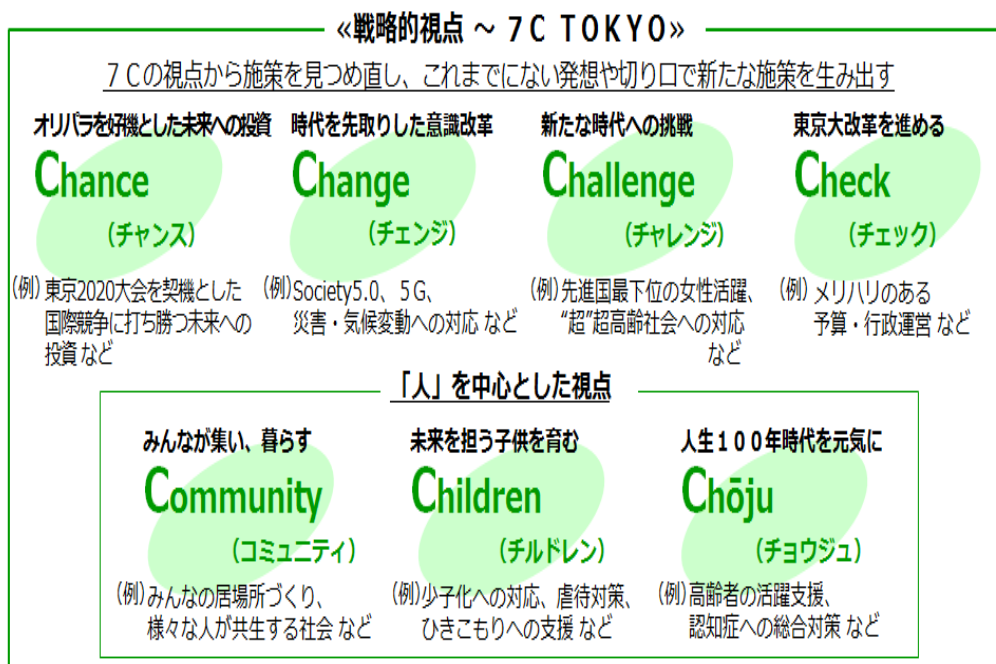 ≪戦略的視点 ～ 7C TOKYO≫
7Cの視点から施策を見つめ直し、これまでにない発想や切り口で新たな施策を生み出す
オリパラを好機とした未来への投資
Chance
(チャンス)
(例)東京2020大会を契機とした
国際競争に打ち勝つ未来への
投資 など
時代を先取りした意識改革
Change
(チェンジ)
(例)Society5.0、5G、
災害・気候変動への対応 など
新たな時代への挑戦
Challenge
(チャレンジ)
(例)先進国最下位の女性活躍、
“超”超高齢社会への対応
など
東京大改革を進める
Check
(チェック)
(例) メリハリのある
予算・行政運営 など
「人」を中心とした視点
みんなが集い、暮らす
Community
(コミュニティ)
(例)みんなの居場所づくり、
様々な人が共生する社会 など
未来を担う子供を育む
Children
(チルドレン)
(例)少子化への対応、虐待対策、
ひきこもりへの支援 など
人生１００年時代を元気に
Chōju
(チョウジュ)
(例)高齢者の活躍支援、
認知症への総合対策 など